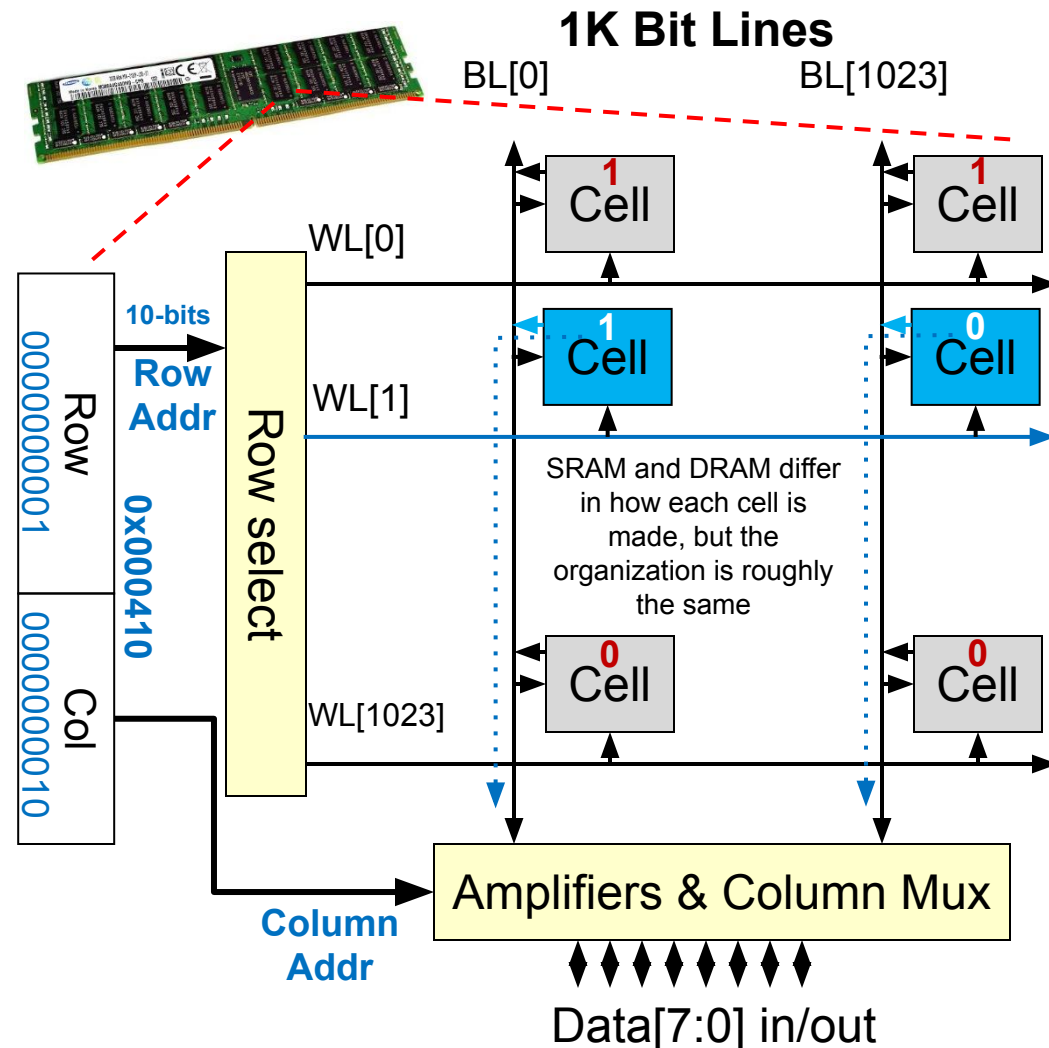 1K Bit Lines
BL[0]
BL[1023]
1
Cell
1
Cell
WL[0]
10-bits
Row
Addr
Row
0000000001
0x000410
Row select
1
Cell
0
Cell
WL[1]
SRAM and DRAM differ
in how each cell is
made, but the
organization is roughly
the same
Col
0000000010
0
Cell
0
Cell
WL[1023]
Amplifiers & Column Mux
Column
Addr
Data[7:0] in/out